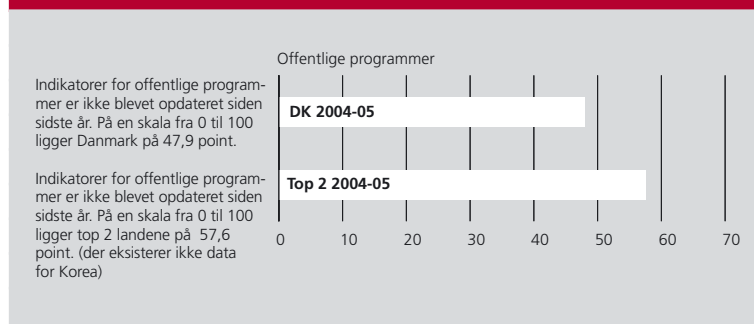 Offentlige programmer
Indikatorer for offentlige program-
mer er ikke blevet opdateret siden
sidste år. På en skala fra 0 til 100
ligger Danmark på 47,9 point.
DK 2004-05
Indikatorer for offentlige program-
mer er ikke blevet opdateret siden
sidste år. På en skala fra 0 til 100
ligger top 2 landene på 57,6
point. (der eksisterer ikke data
for Korea)
Top 2 2004-05
0 10 20 30 40 50 60 70